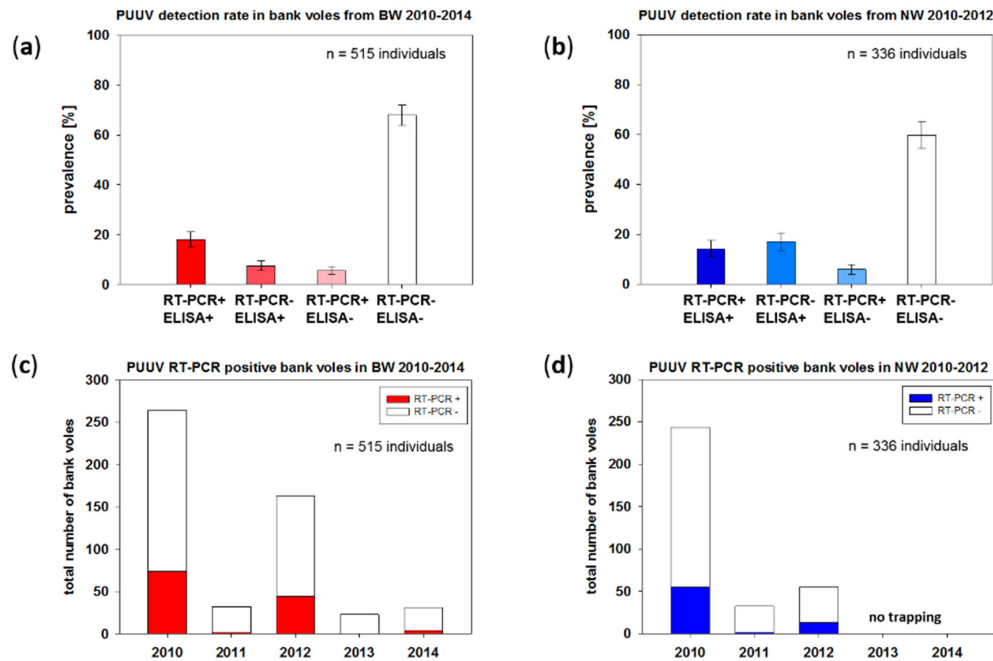 PUUV detection rate in bank voles from BW 2010-2014
(a)
n = 515 individuals
prevalence [%]
100
80
60
40
20
0
RT-PCR+ RT-PCR- RT-PCR+ RT-PCR-
ELISA+ ELISA+ ELISA- ELISA-
PUUV detection rate in bank voles from NW 2010-2012
(b)
n = 336 individuals
prevalence [%]
100
80
60
40
20
0
RT-PCR+ RT-PCR- RT-PCR+ RT-PCR-
ELISA+ ELISA+ ELISA- ELISA-
PUUV RT-PCR positive bank voles in BW 2010-2014
(c)
RT-PCR +
RT-PCR -
n = 515 individuals
total number of bank voles
300
250
200
150
100
50
0
2010 2011 2012 2013 2014
PUUV RT-PCR positive bank voles in NW 2010-2012
(d)
RT-PCR +
RT-PCR -
n = 336 individuals
total number of bank voles
300
250
200
150
100
50
0
no trapping
2010 2011 2012 2013 2014